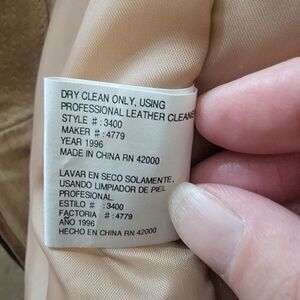 DRY CLEAN ONLY, USING
PROFESSIONAL LEATHER CLEANE
STYLE # : 3400
MAKER # : 4779
YEAR 1996
MADE IN CHINA RN 42000
LAVAR EN SECO SOLAMENTE,
USANDO LIMPIADOR DE PIEL
PROFESIONAL.
ESTILO # : 3400
FACTORIA # : 4779
AÑO 1996
HECHO EN CHINA RN 42000